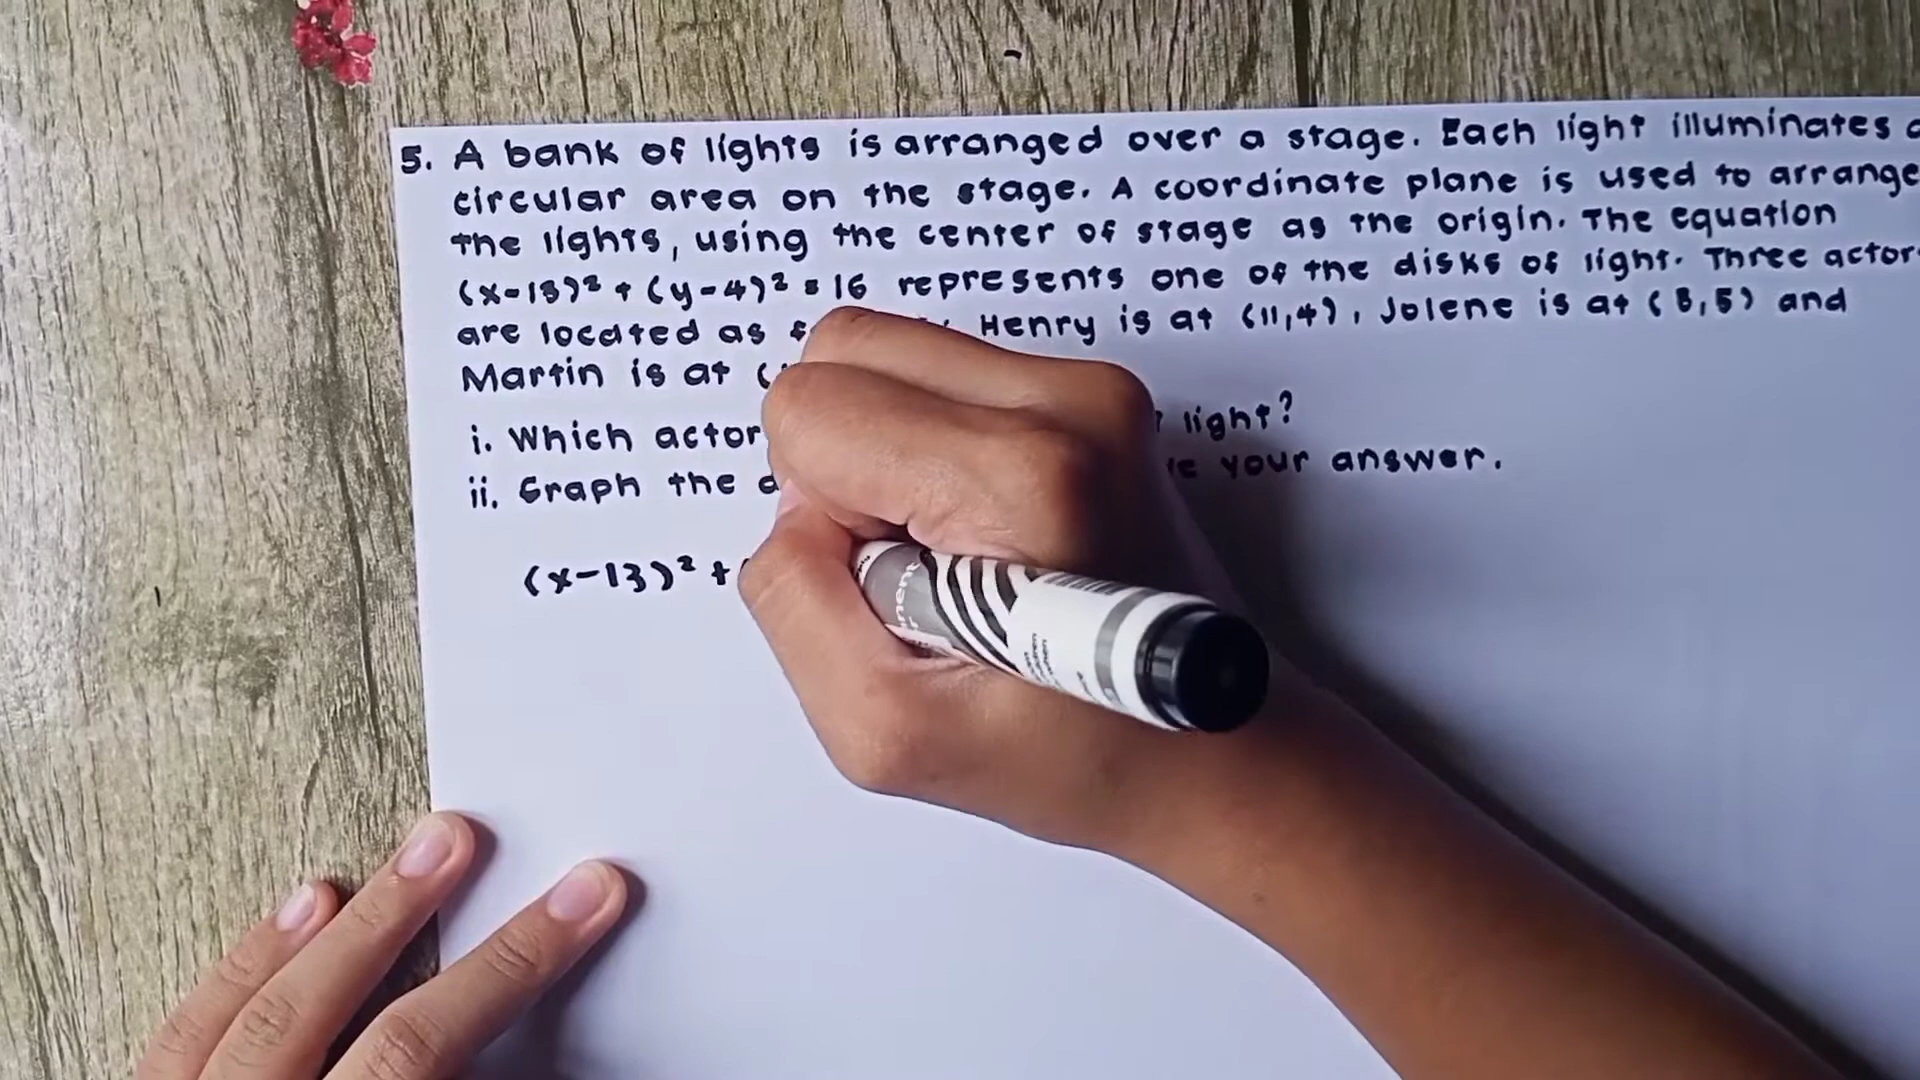 5. A bank of lights is arranged over a stage. Each light illuminates a
circular area on the stage. A coordinate plane is used to arrange
the lights, using the center of stage as the origin. The equation
(x-13)² + (y-4)² = 16 represents one of the disks of light. Three actor
are located as Henry is at (11,4), Jolene is at (8,5) and
Martin is at (
i. Which actor light?
ii. Graph the your answer.
(x-13)² +
nent